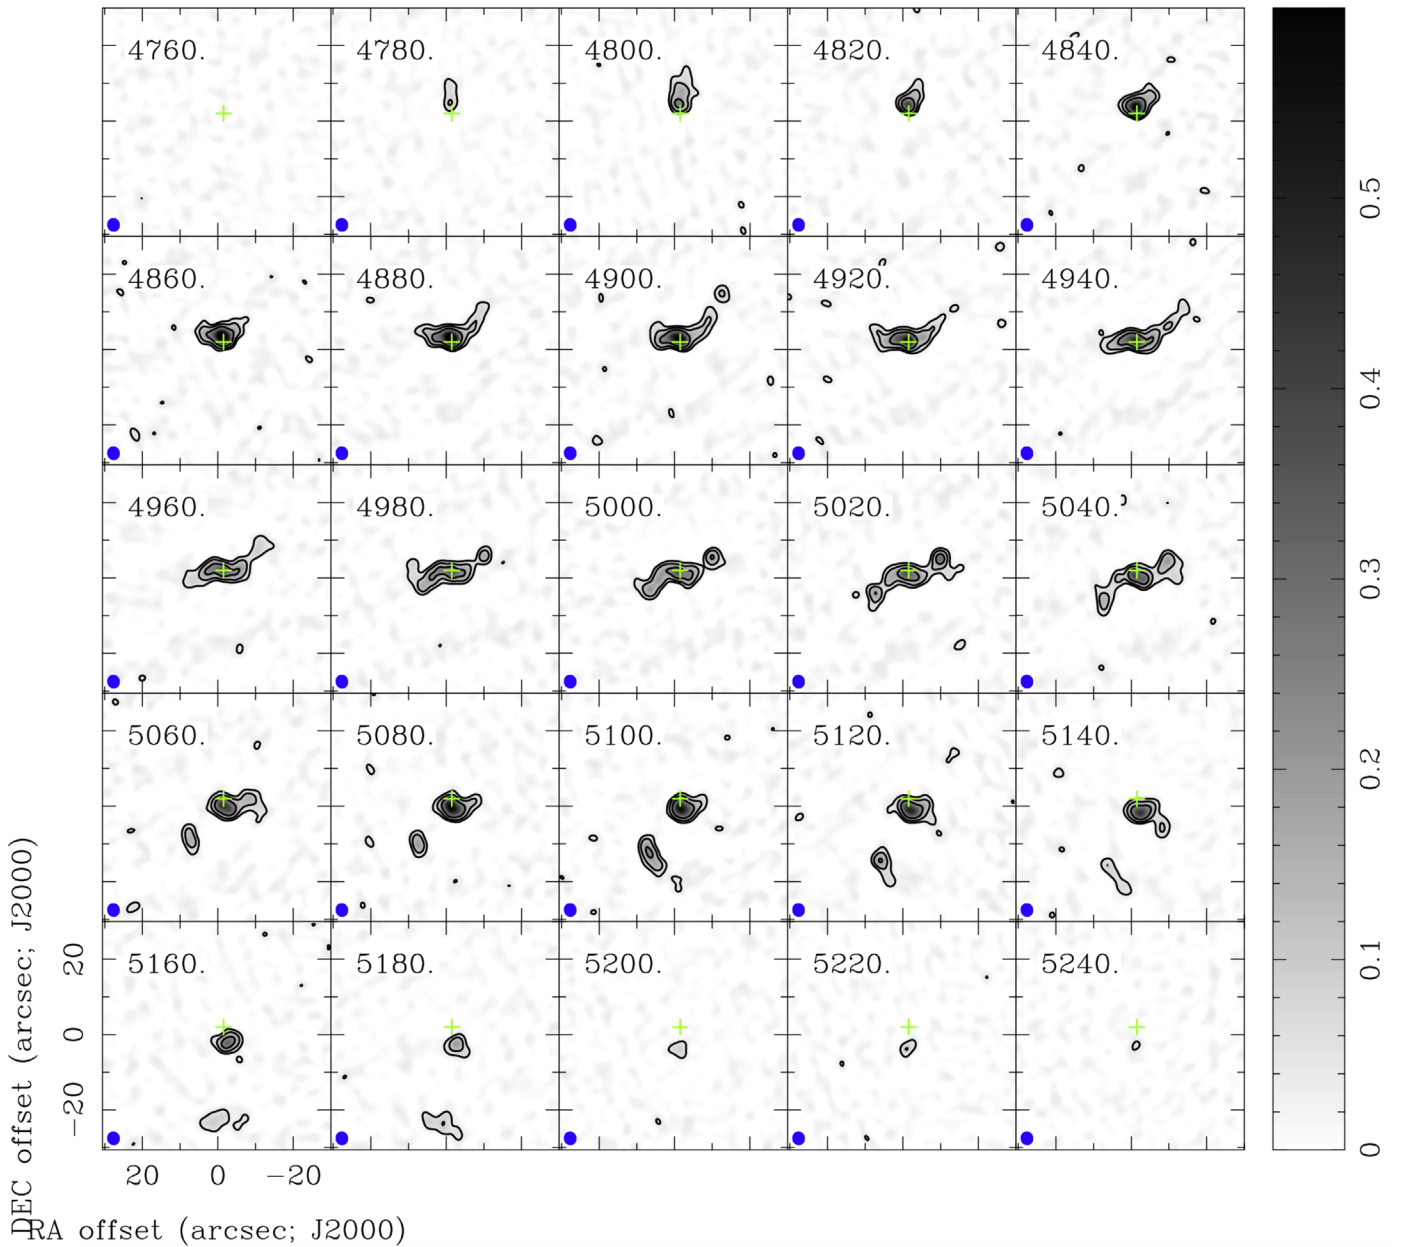 4760. 4780. 4800. 4820. 4840.
4860. 4880. 4900. 4920. 4940.
4960. 4980. 5000. 5020. 5040.
5060. 5080. 5100. 5120. 5140.
5160. 5180. 5200. 5220. 5240.
20 0 −20
DEC offset (arcsec; J2000)
20 0 −20
RA offset (arcsec; J2000)
0.5
0.4
0.3
0.2
0.1
0